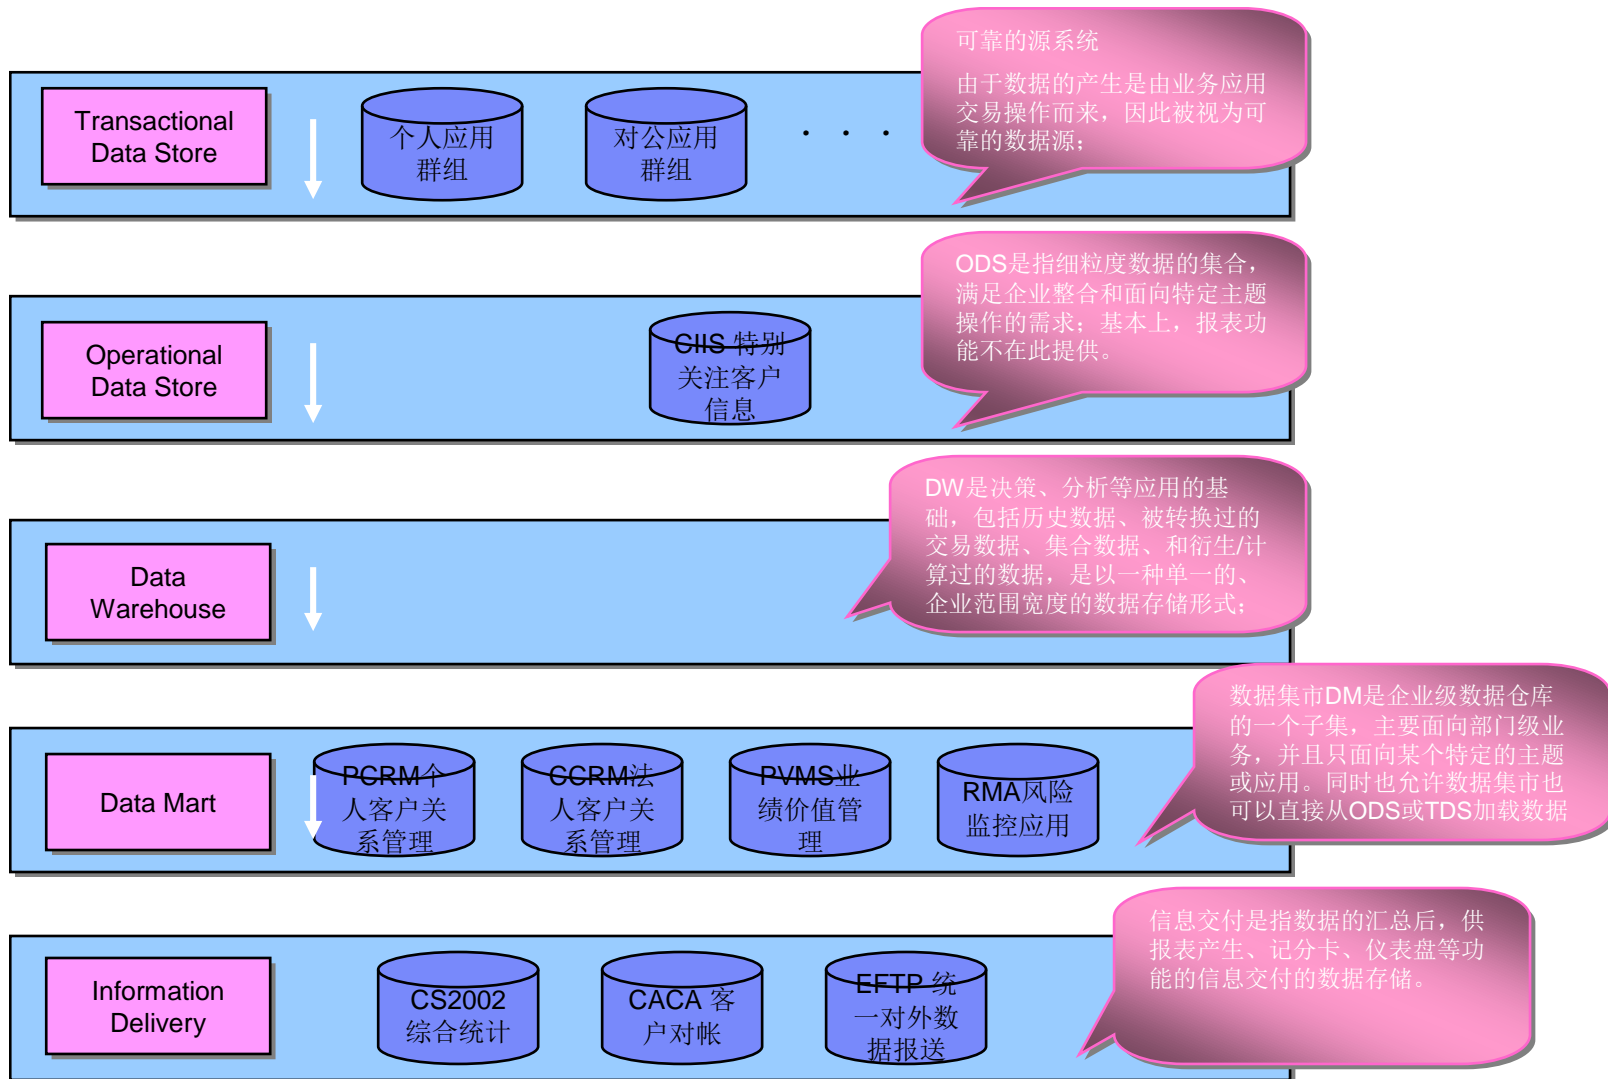 可靠的源系统
由于数据的产生是由业务应用
交易操作而来，因此被视为可
靠的数据源；
Transactional
Data Store
个人应用
群组
对公应用
群组
· · ·
ODS是指细粒度数据的集合，
满足企业整合和面向特定主题
操作的需求；基本上，报表功
能不在此提供。
Operational
Data Store
CIIS 特别
关注客户
信息
DW是决策、分析等应用的基
础，包括历史数据、被转换过的
交易数据、集合数据、和衍生/计
算过的数据，是以一种单一的、
企业范围宽度的数据存储形式；
Data
Warehouse
数据集市DM是企业级数据仓库
的一个子集，主要面向部门级业
务，并且只面向某个特定的主题
或应用。同时也允许数据集市也
可以直接从ODS或TDS加载数据
Data Mart
PCRM个
人客户关
系管理
CCRM法
人客户关
系管理
PVMS业
绩价值管
理
RMA风险
监控应用
信息交付是指数据的汇总后，供
报表产生、记分卡、仪表盘等功
能的信息交付的数据存储。
Information
Delivery
CS2002
综合统计
CACA 客
户对帐
EFTP 统
一对外数
据报送